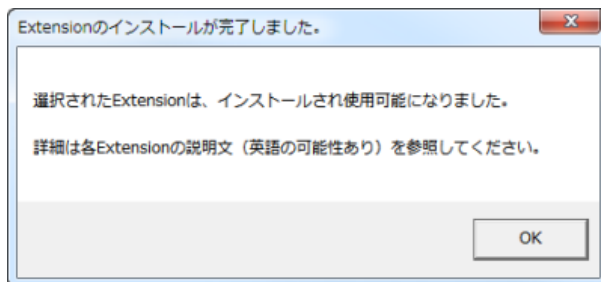 Extensionのインストールが完了しました。
選択されたExtensionは、インストールされ使用可能になりました。
詳細は各Extensionの説明文（英語の可能性あり）を参照してください。
OK